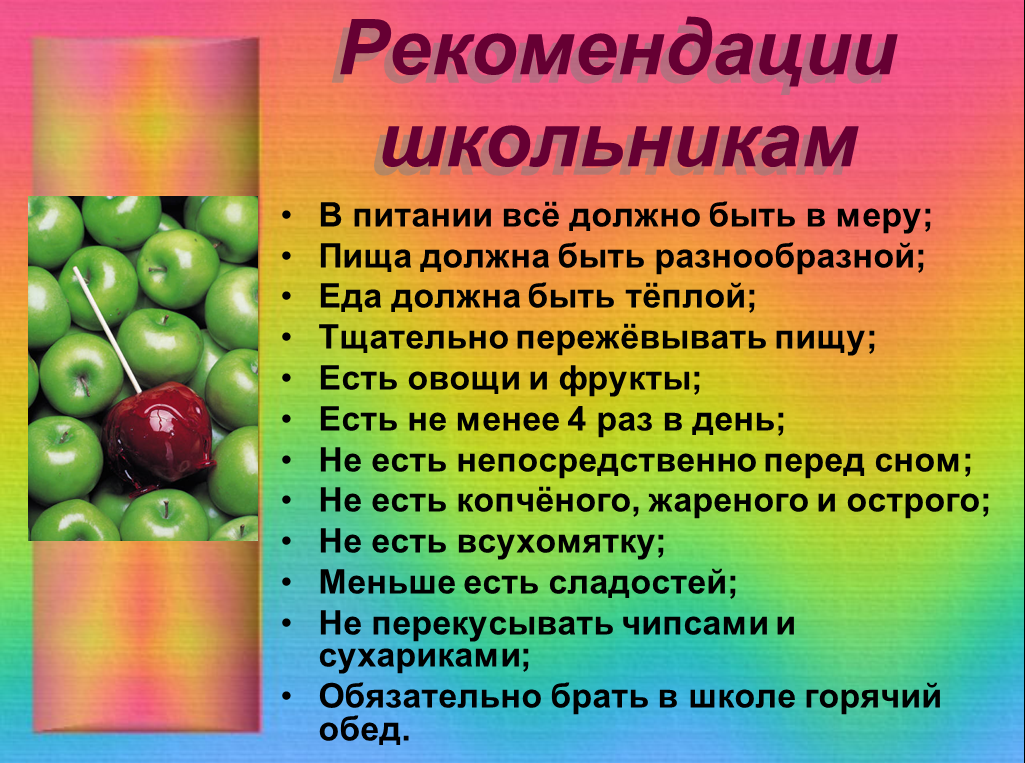 Рекомендации
школьникам
• В питании всё должно быть в меру;
• Пища должна быть разнообразной;
• Еда должна быть тёплой;
• Тщательно пережёвывать пищу;
• Есть овощи и фрукты;
• Есть не менее 4 раз в день;
• Не есть непосредственно перед сном;
• Не есть копчёного, жареного и острого;
• Не есть всухомятку;
• Меньше есть сладостей;
• Не перекусывать чипсами и
сухариками;
• Обязательно брать в школе горячий
обед.